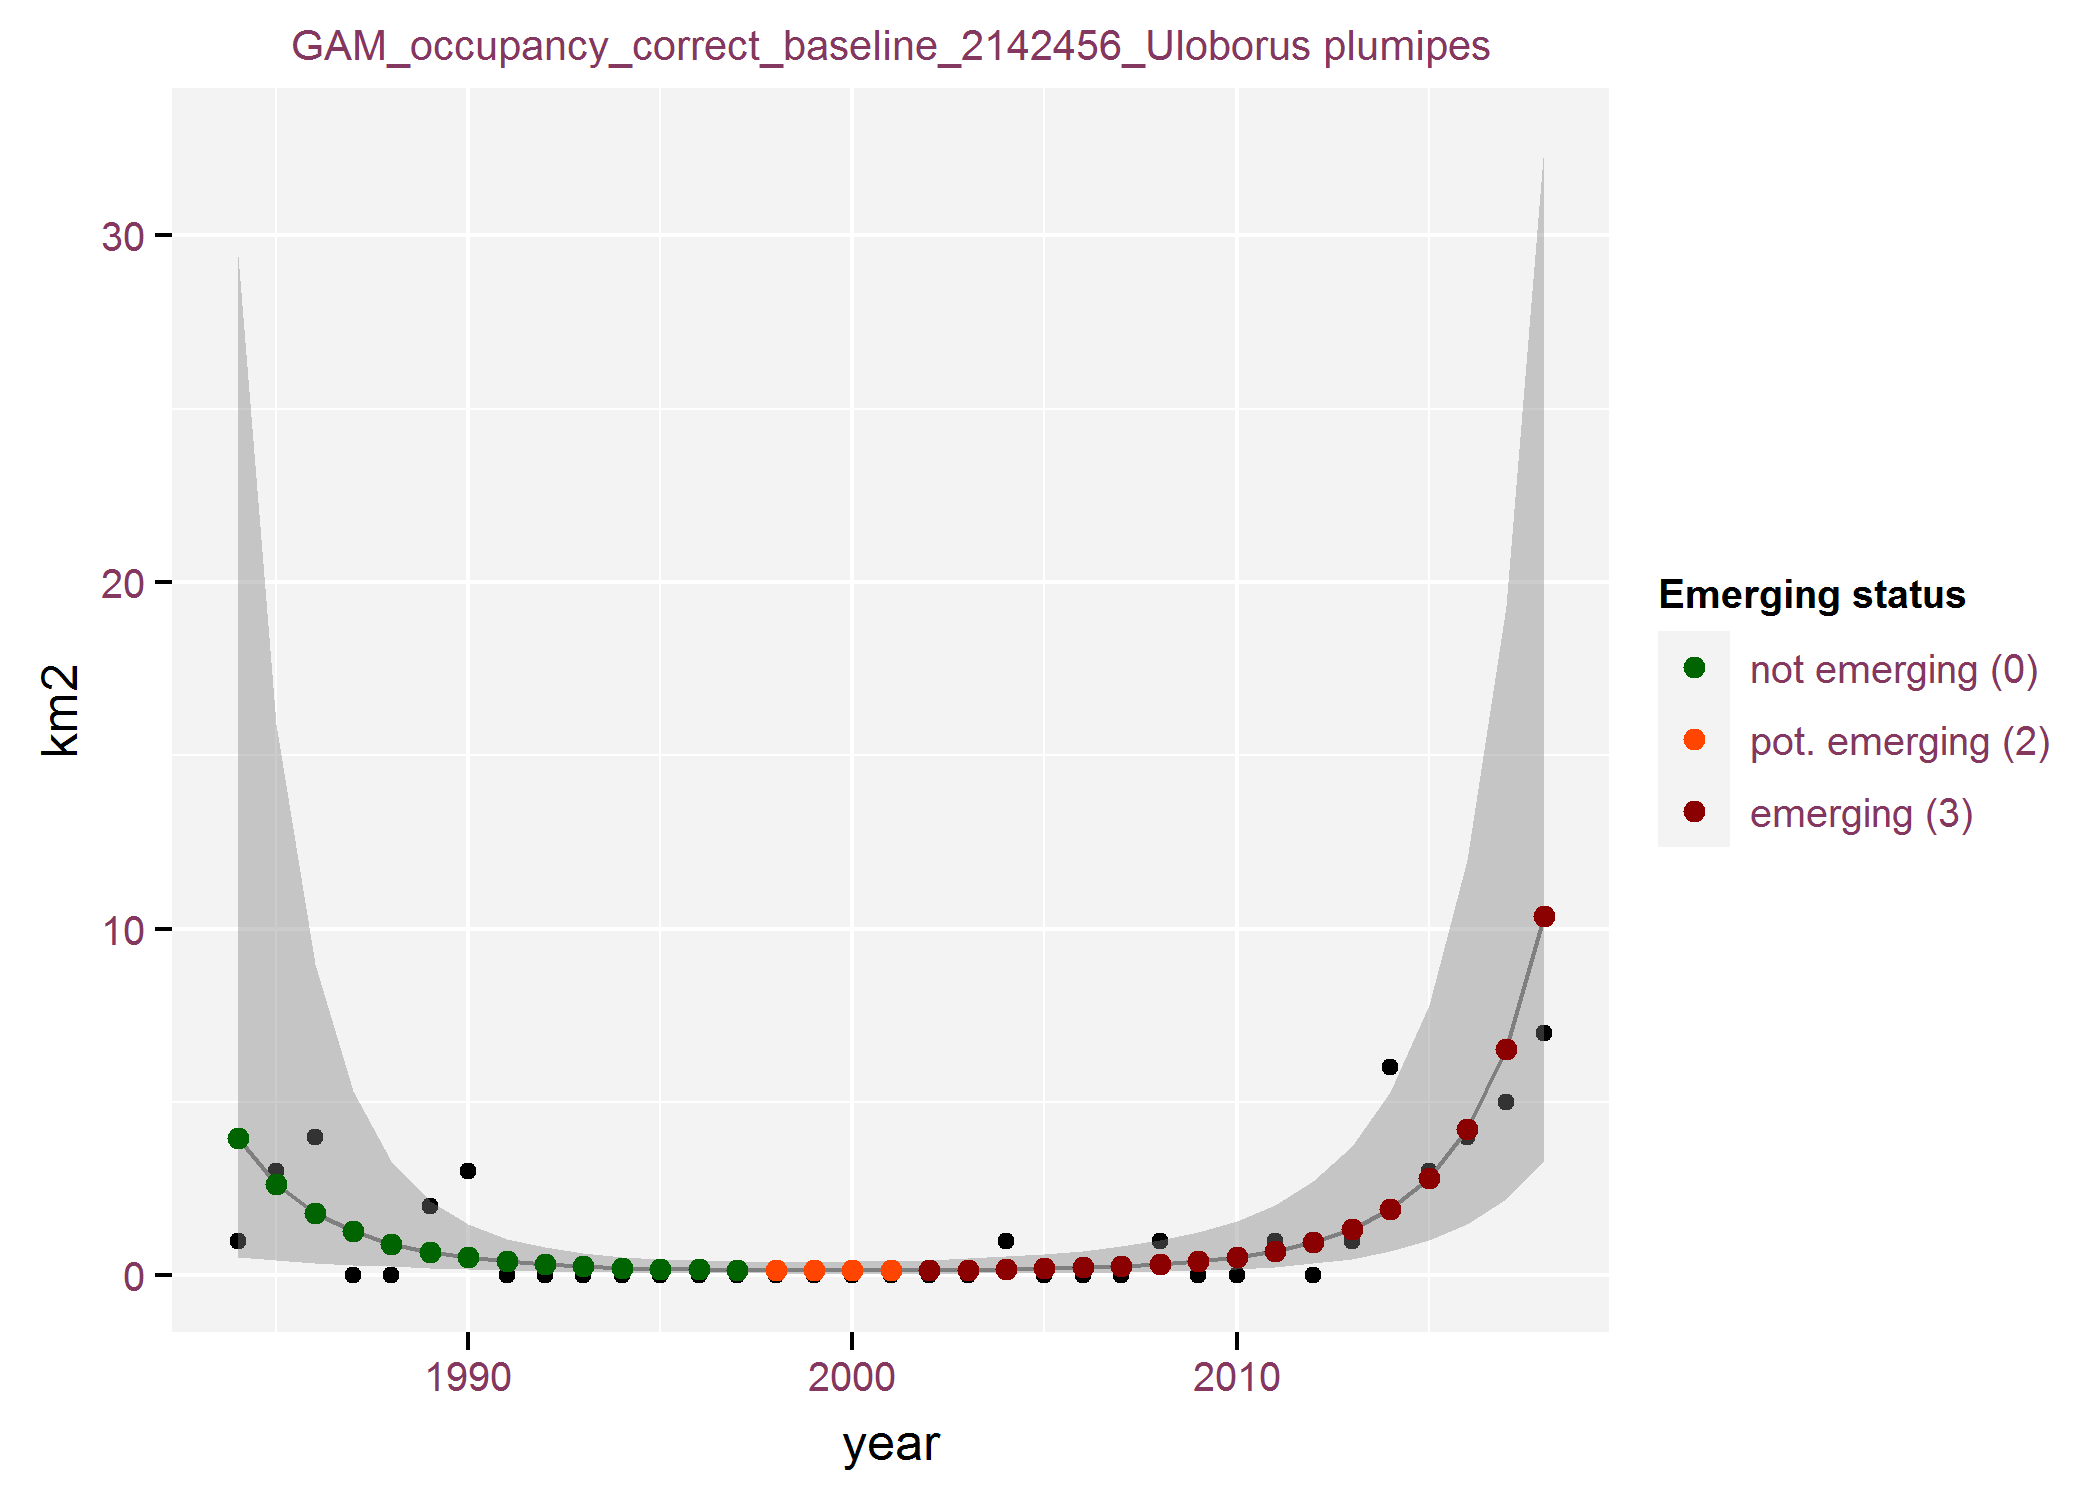 GAM_occupancy_correct_baseline_2142456_Uloborus plumipes
30
20
10
0
km2
1990
2000
2010
year
Emerging status
not emerging (0)
pot. emerging (2)
emerging (3)